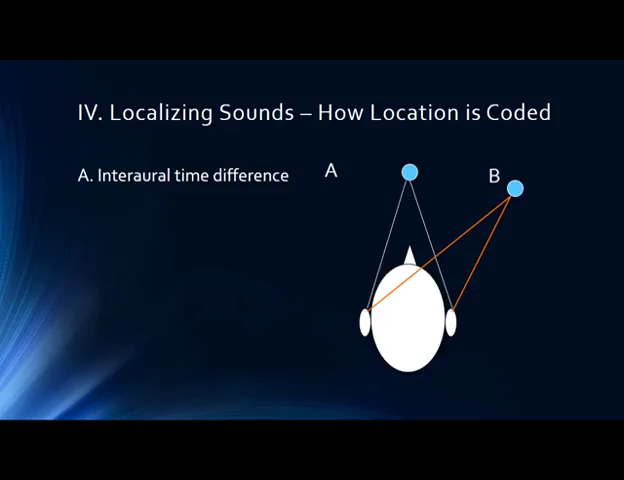 IV. Localizing Sounds – How Location is Coded
A. Interaural time difference
A
B